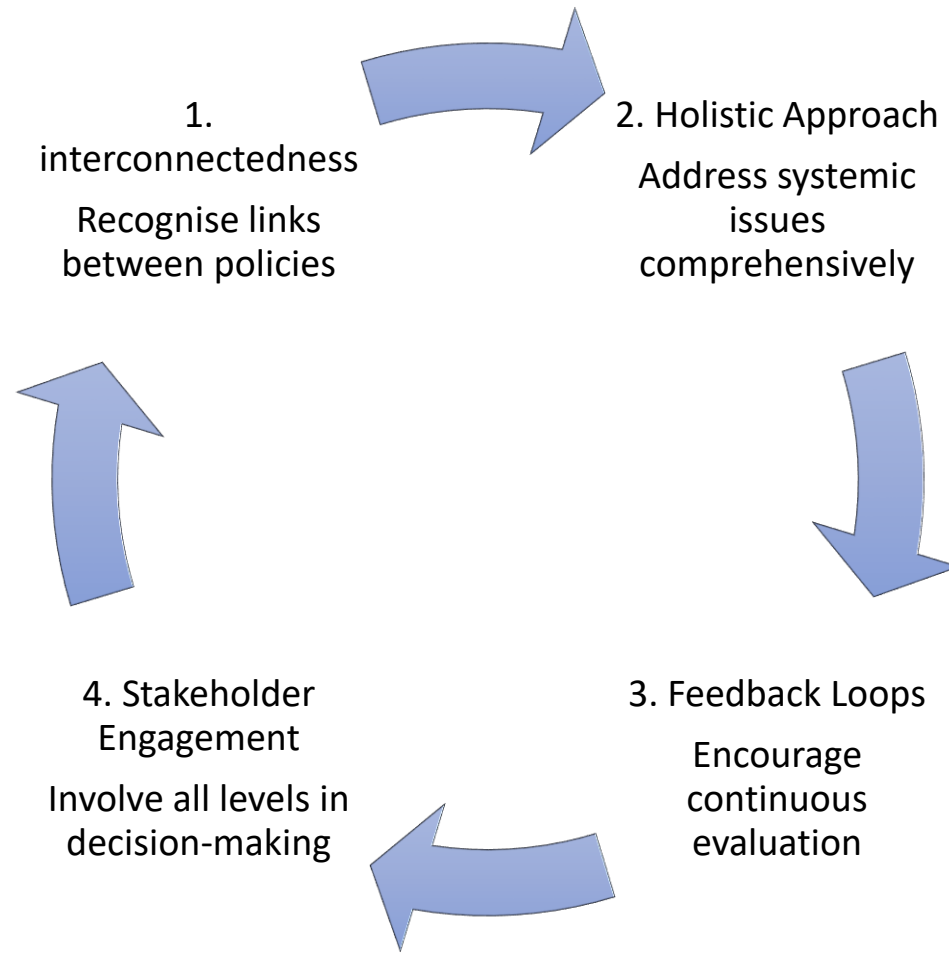 1.
interconnectedness
Recognise links
between policies
2. Holistic Approach
Address systemic
issues
comprehensively
3. Feedback Loops
Encourage
continuous
evaluation
4. Stakeholder
Engagement
Involve all levels in
decision-making